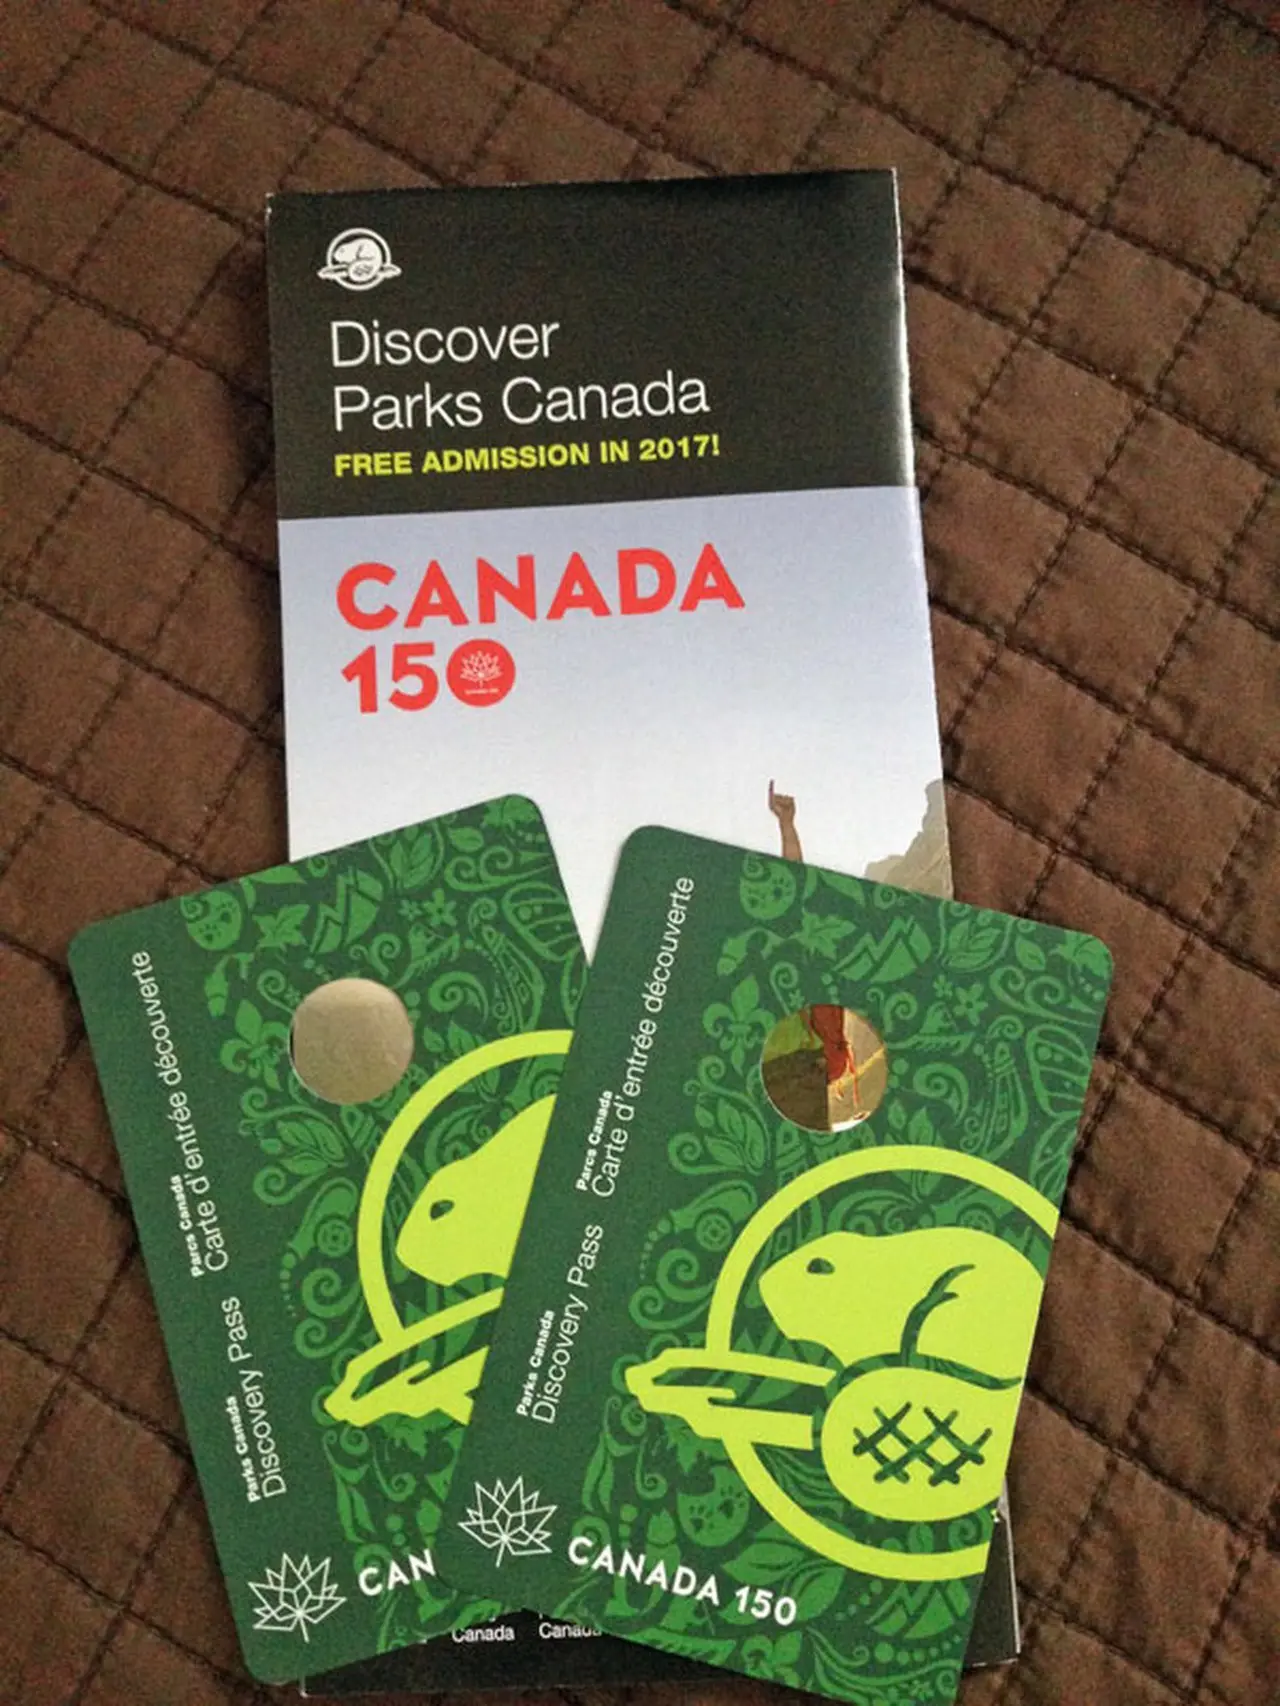 Discover
Parks Canada
FREE ADMISSION IN 2017!
CANADA
150
Parcs Canada
Carte d'entrée découverte
Parks Canada
Discovery Pass
CAN
Parcs Canada
Carte d'entrée découverte
Parks Canada
Discovery Pass
CANADA 150
Canada
Canada